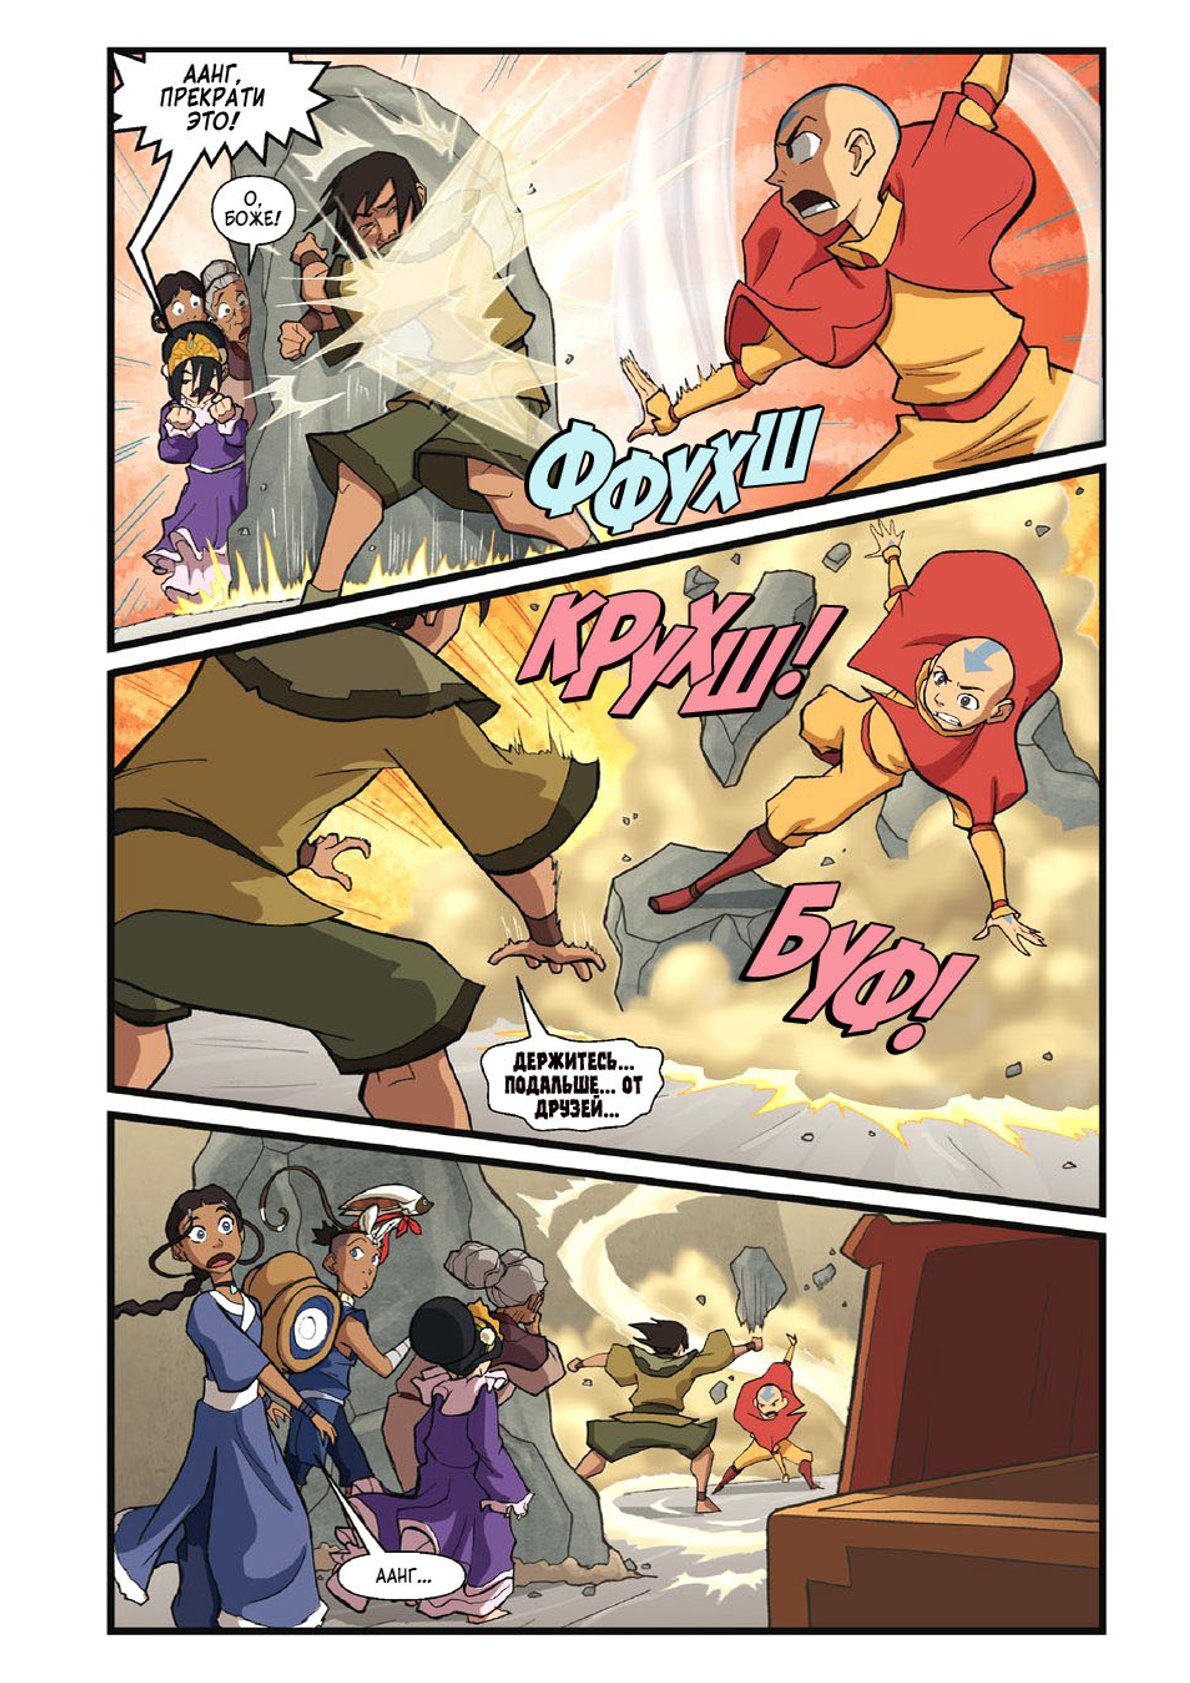 ААНГ,
ПРЕКРАТИ
ЭТО!
О,
БОЖЕ!
ФФУХШ
КРУХШ!
БУФ!
ДЕРЖИТЕСЬ...
ПОДАЛЬШЕ... ОТ
ДРУЗЕЙ...
ААНГ...